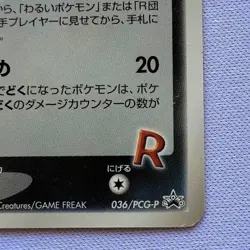 から、「わるいポケモン」または「R団
手プレイヤーに見せてから、手札に
め 20
でどくになったポケモンは、ポケ
どくのダメージカウンターの数が
R
にげる
Creatures/GAME FREAK 036/PCG-P